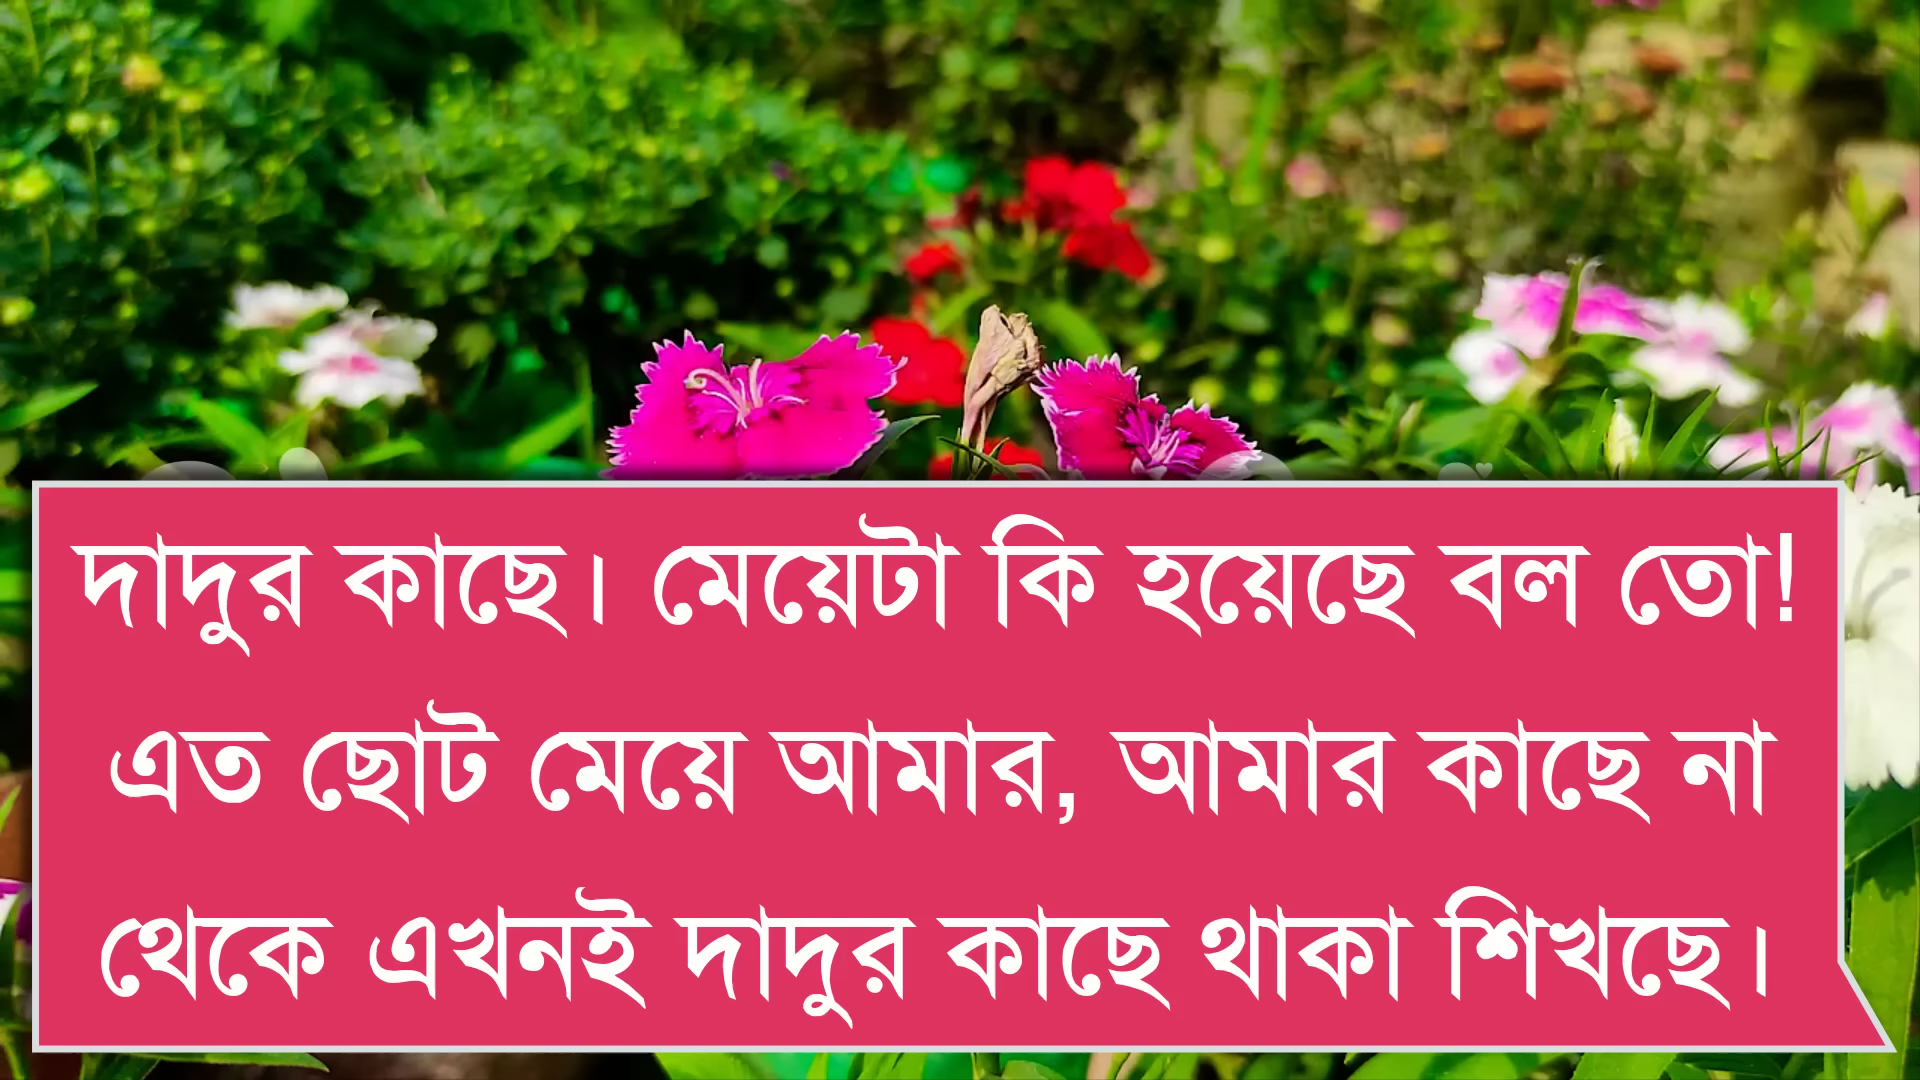 দাদুর কাছে। মেয়েটা কি হয়েছে বল তো!
এত ছোট মেয়ে আমার, আমার কাছে না
থেকে এখনই দাদুর কাছে থাকা শিখছে।